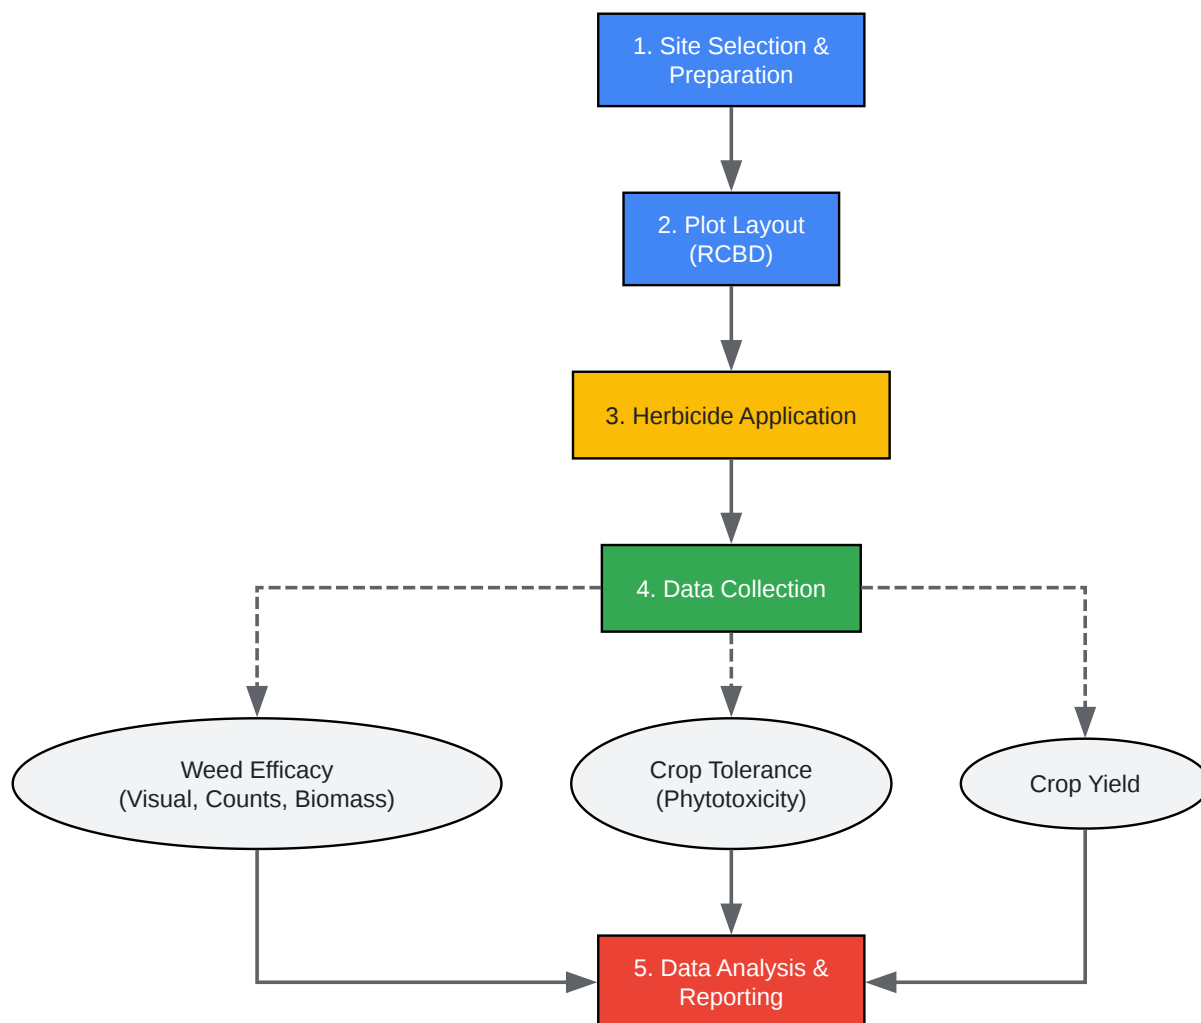 1. Site Selection &
Preparation
2. Plot Layout
(RCBD)
3. Herbicide Application
4. Data Collection
Weed Efficacy
(Visual, Counts, Biomass)
Crop Tolerance
(Phytotoxicity)
Crop Yield
5. Data Analysis &
Reporting